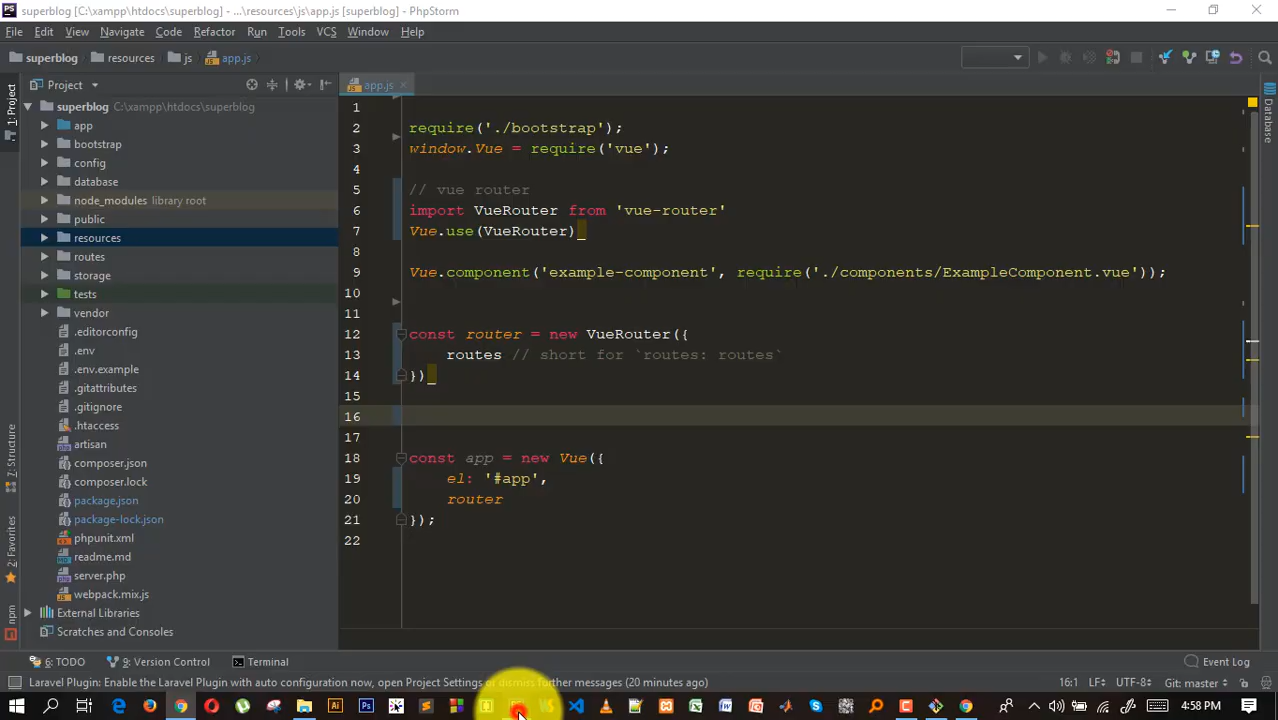 superblog [C:\xampp\htdocs\superblog] - ...\resources\js\app.js [superblog] - PhpStorm
File Edit View Navigate Code Refactor Run Tools VCS Window Help
superblog resources js app.js
Project
app.js
1: Project
Database
superblog C:\xampp\htdocs\superblog
app
bootstrap
config
database
node_modules library root
public
resources
routes
storage
tests
vendor
.editorconfig
.env
.env.example
.gitattributes
.gitignore
.htaccess
artisan
composer.json
composer.lock
package.json
package-lock.json
phpunit.xml
readme.md
server.php
webpack.mix.js
External Libraries
Scratches and Consoles
7: Structure
2: Favorites
npm
1
2 require('./bootstrap');
3 window.Vue = require('vue');
4
5 // vue router
6 import VueRouter from 'vue-router'
7 Vue.use(VueRouter)
8
9 Vue.component('example-component', require('./components/ExampleComponent.vue'));
10
11
12 const router = new VueRouter({
13 routes // short for `routes: routes`
14 })
15
16
17
18 const app = new Vue({
19 el: '#app',
20 router
21 });
22
6: TODO 9: Version Control Terminal Event Log
Laravel Plugin: Enable the Laravel Plugin with auto configuration now, open Project Settings or dismiss further messages (20 minutes ago) 16:1 LF÷ UTF-8÷ Git: master÷
4:58 PM